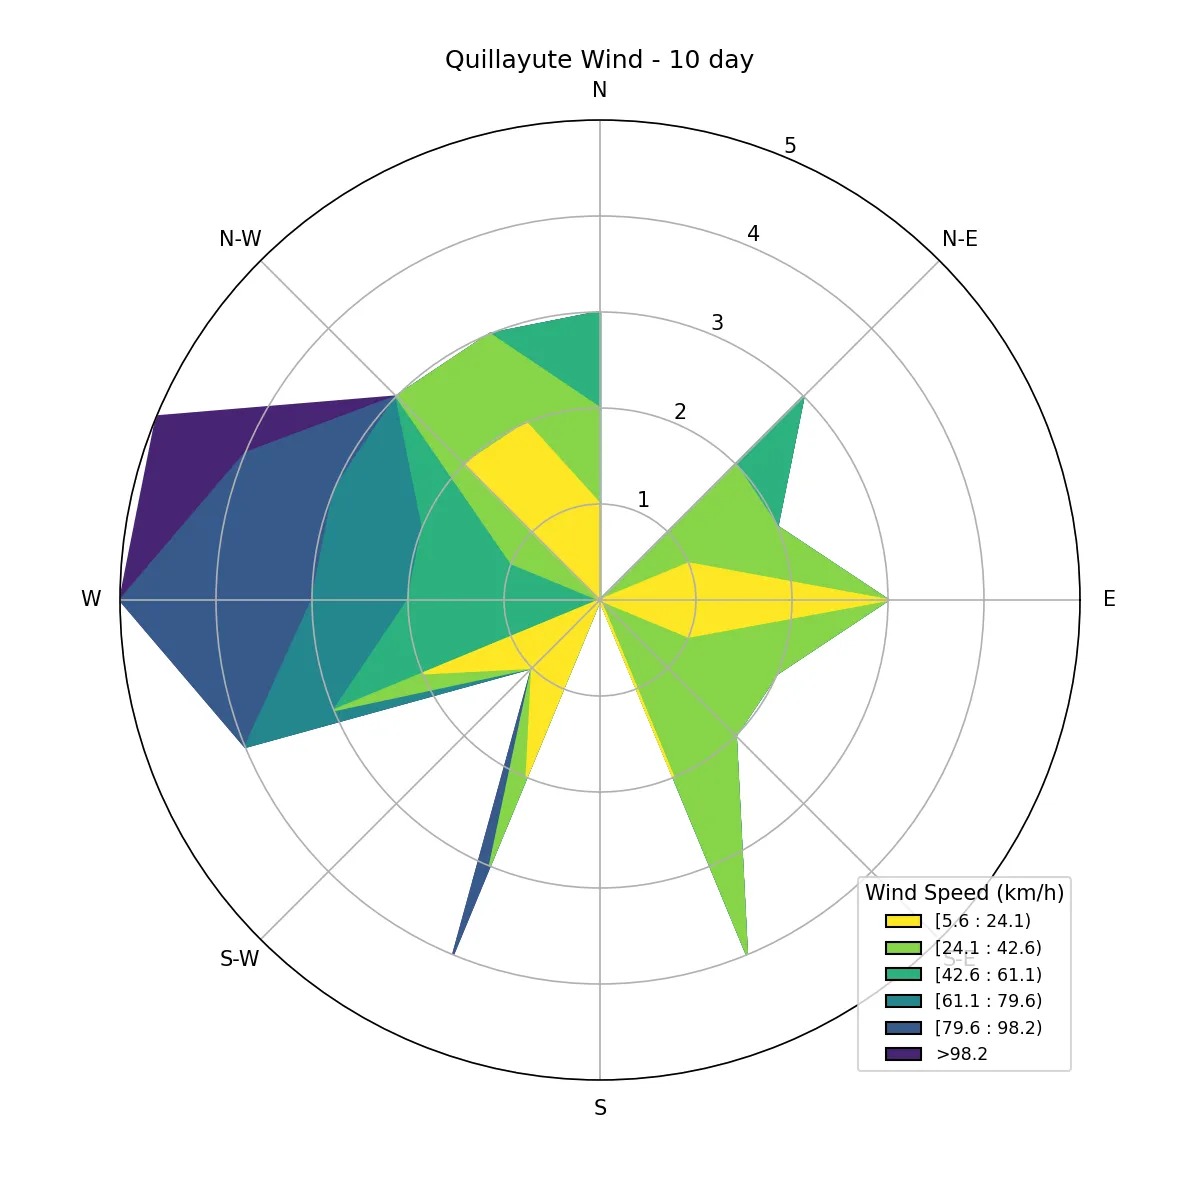 Quillayute Wind - 10 day
N
5
N-W
4
N-E
3
2
1
W
E
Wind Speed (km/h)
[5.6 : 24.1)
[24.1 : 42.6)
S-W
S-E
[42.6 : 61.1)
[61.1 : 79.6)
[79.6 : 98.2)
>98.2
S